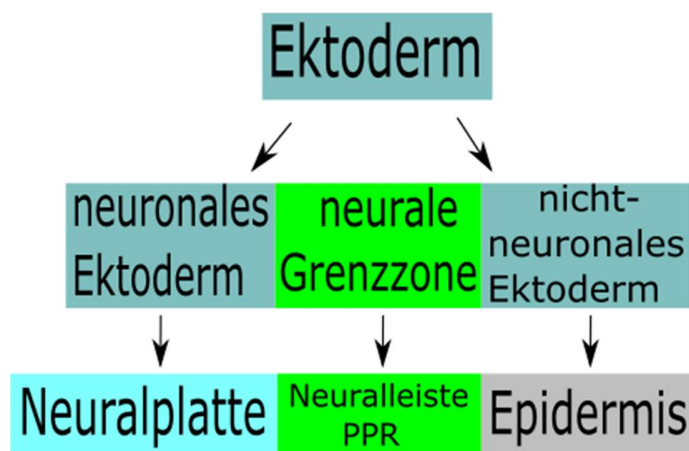 Ektoderm
neuronales
Ektoderm
neurale
Grenzzone
nicht-
neuronales
Ektoderm
Neuralplatte
Neuralleiste
PPR
Epidermis